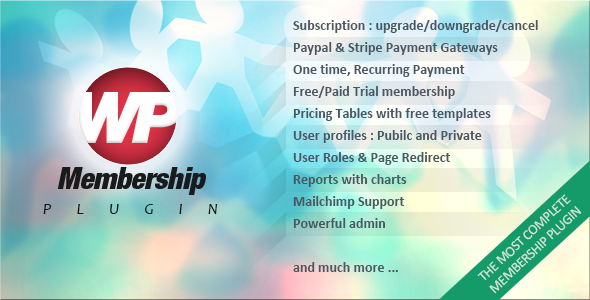 WP
Membership
PLUGIN
Subscription : upgrade/downgrade/cancel
Paypal & Stripe Payment Gateways
One time, Recurring Payment
Free/Paid Trial membership
Pricing Tables with free templates
User profiles : Pubilc and Private
User Roles & Page Redirect
Reports with charts
Mailchimp Support
Powerful admin
and much more ...
THE MOST COMPLETE
MEMBERSHIP PLUGIN